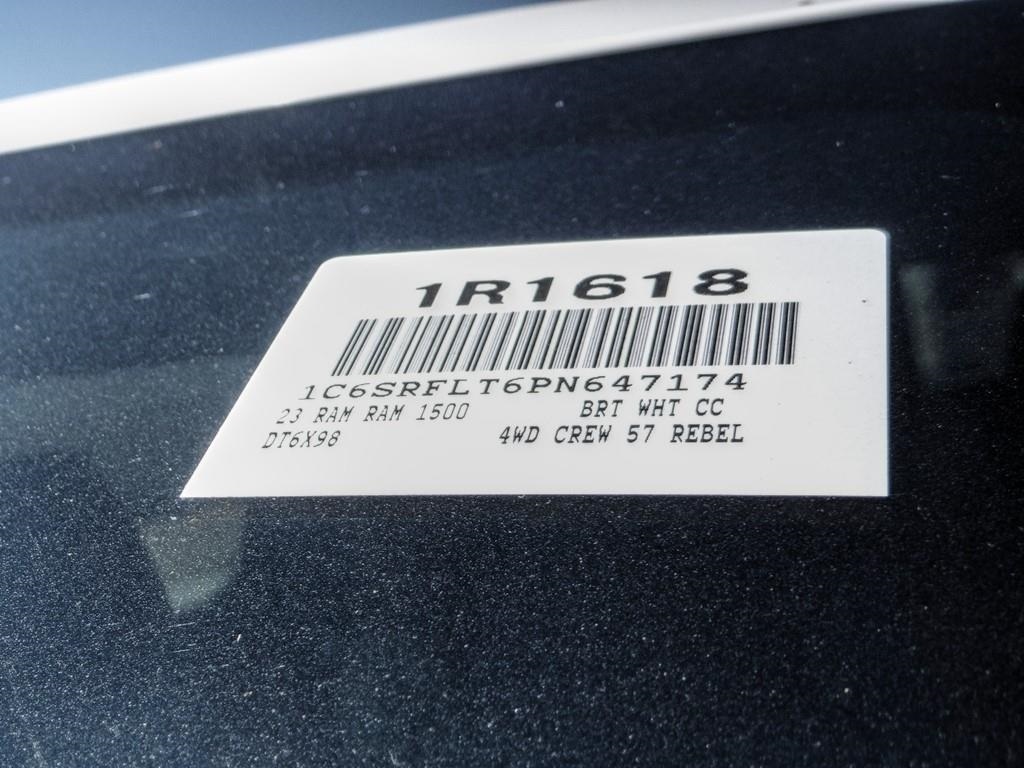 1R1618
1C6SRFLT6PN647174
23 RAM RAM 1500 BRT WHT CC
DT6X98 4WD CREW 57 REBEL